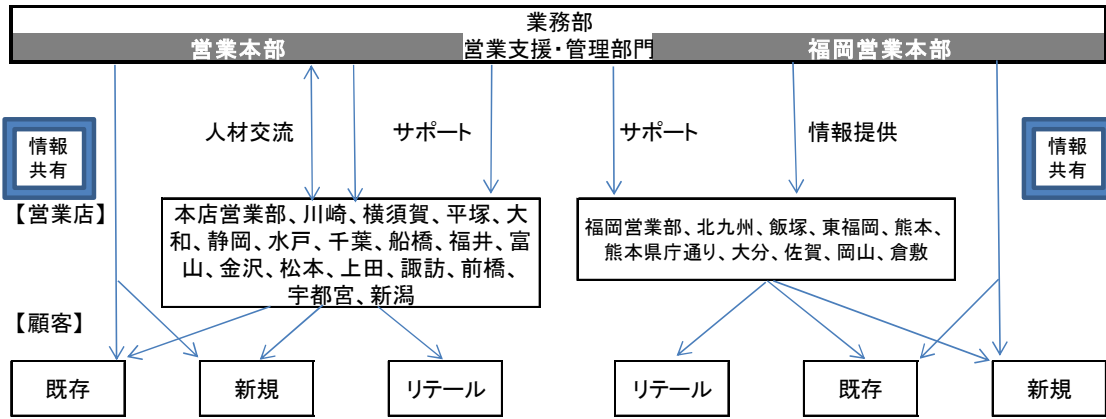 業務部
営業本部
営業支援・管理部門
福岡営業本部
人材交流
サポート
サポート
情報提供
情報
共有
情報
共有
【営業店】
本店営業部、川崎、横須賀、平塚、大
和、静岡、水戸、千葉、船橋、福井、富
山、金沢、松本、上田、諏訪、前橋、
宇都宮、新潟
福岡営業部、北九州、飯塚、東福岡、熊本、
熊本県庁通り、大分、佐賀、岡山、倉敷
【顧客】
既存
新規
リテール
リテール
既存
新規